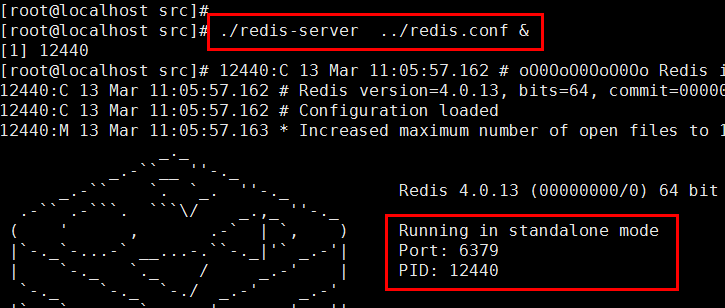 [root@localhost src]#
[root@localhost src]# ./redis-server ../redis.conf &
[1] 12440
[root@localhost src]# 12440:C 13 Mar 11:05:57.162 # oO0OoO0OoO0Oo Redis i
12440:C 13 Mar 11:05:57.162 # Redis version=4.0.13, bits=64, commit=00000
12440:C 13 Mar 11:05:57.162 # Configuration loaded
12440:M 13 Mar 11:05:57.163 * Increased maximum number of open files to 1
Redis 4.0.13 (00000000/0) 64 bit
Running in standalone mode
Port: 6379
PID: 12440